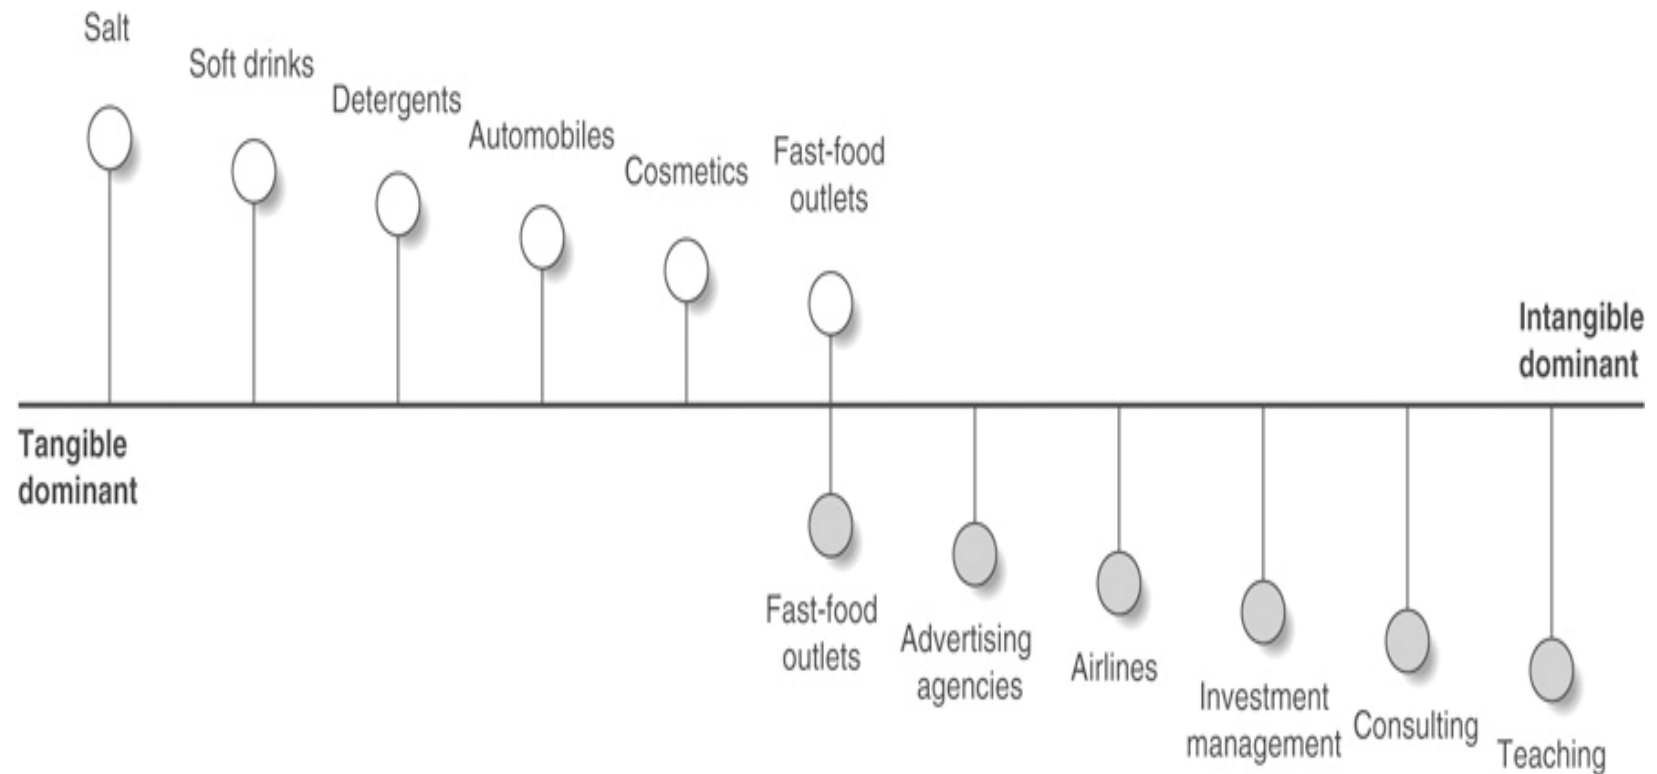 Salt
Soft drinks
Detergents
Automobiles
Cosmetics
Fast-food
outlets
Intangible
dominant
Tangible
dominant
Fast-food
outlets
Advertising
agencies
Airlines
Investment
management
Consulting
Teaching